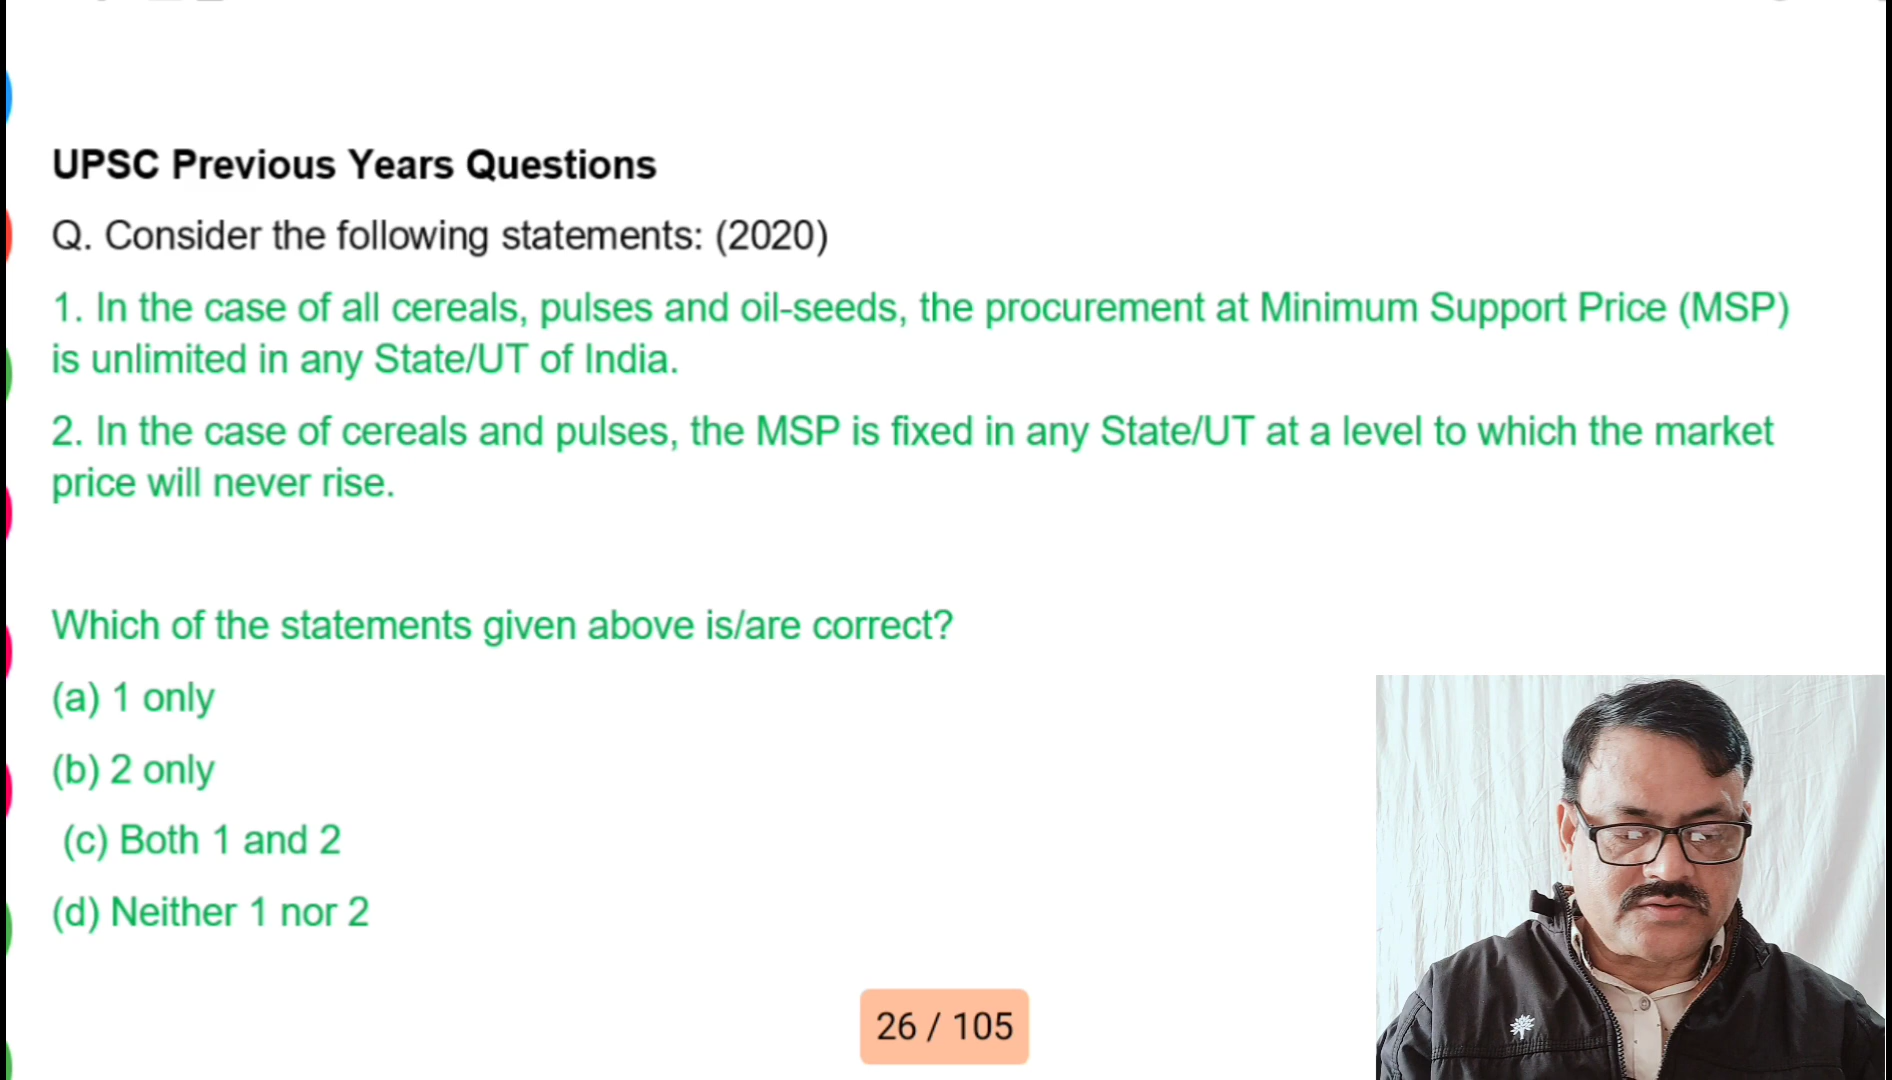 UPSC Previous Years Questions
Q. Consider the following statements: (2020)
1. In the case of all cereals, pulses and oil-seeds, the procurement at Minimum Support Price (MSP)
is unlimited in any State/UT of India.
2. In the case of cereals and pulses, the MSP is fixed in any State/UT at a level to which the market
price will never rise.
Which of the statements given above is/are correct?
(a) 1 only
(b) 2 only
(c) Both 1 and 2
(d) Neither 1 nor 2
26 / 105